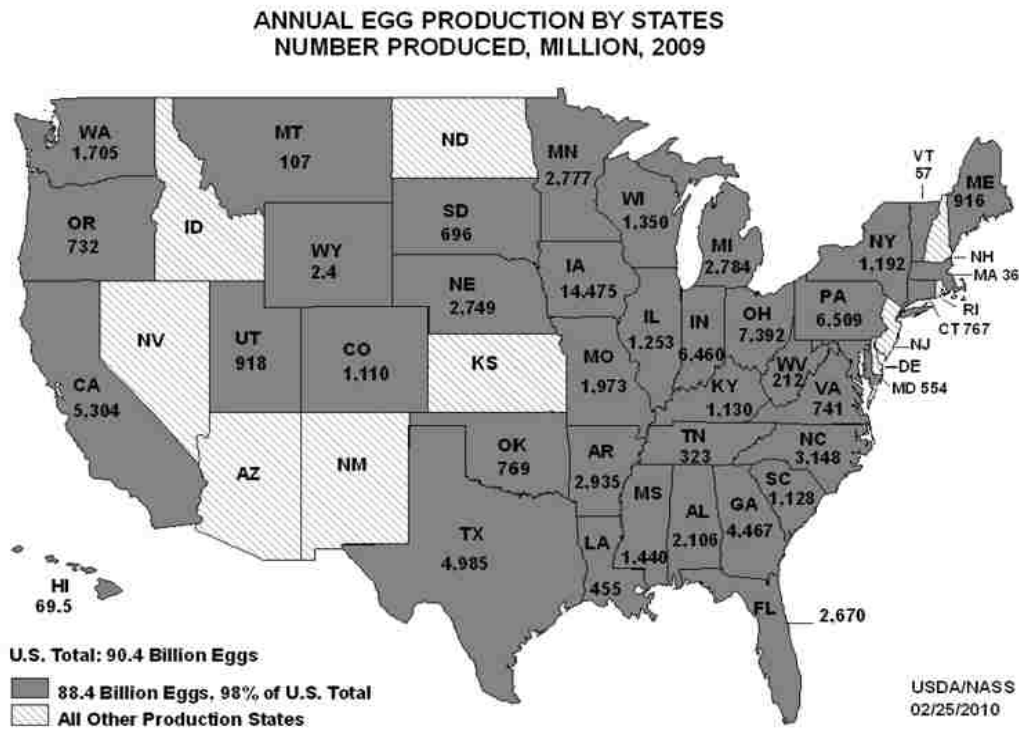 ANNUAL EGG PRODUCTION BY STATES
NUMBER PRODUCED, MILLION, 2009
WA
1,705
MT
107
ND
MN
2,777
VT
57
ME
916
OR
732
ID
SD
696
WI
1,350
MI
2,784
NY
1,192
NH
MA 36
WY
2.4
NE
2,749
IA
14,475
PA
6,509
RI
CT 767
NV
UT
918
CO
1,110
KS
MO
1,973
IL
1,253
IN
6,460
OH
7,392
WV
212
NJ
DE
MD 554
CA
5,304
KY
1,130
VA
741
AZ
NM
OK
769
AR
2,935
TN
323
NC
3,148
SC
1,128
MS
1,440
AL
2,106
GA
4,467
TX
4,985
LA
455
HI
69.5
FL
2,670
U.S. Total: 90.4 Billion Eggs
88.4 Billion Eggs, 98% of U.S. Total
All Other Production States
USDA/NASS
02/25/2010